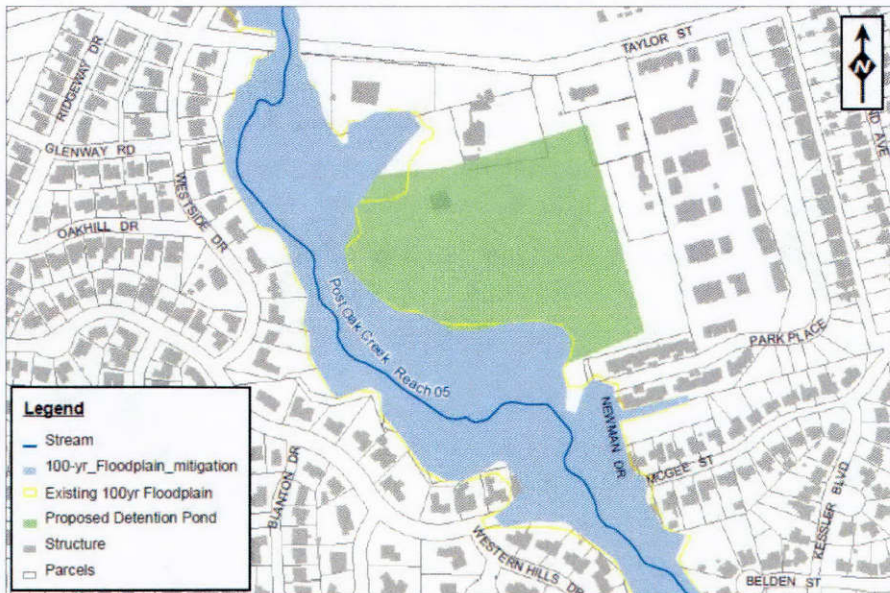 TAYLOR ST
N
RIDGEWAY DR
GLENWAY RD
WESTSIDE DR
OAKHILL DR
ND AVE
Post Oak Creek Reach 05
PARK PLACE
NEWMAN DR
MCGEE ST
KESSLER BLVD
BLANTON DR
WESTERN HILLS DR
BELDEN ST
Legend
Stream
100-yr_Floodplain_mitigation
Existing 100yr Floodplain
Proposed Detention Pond
Structure
Parcels